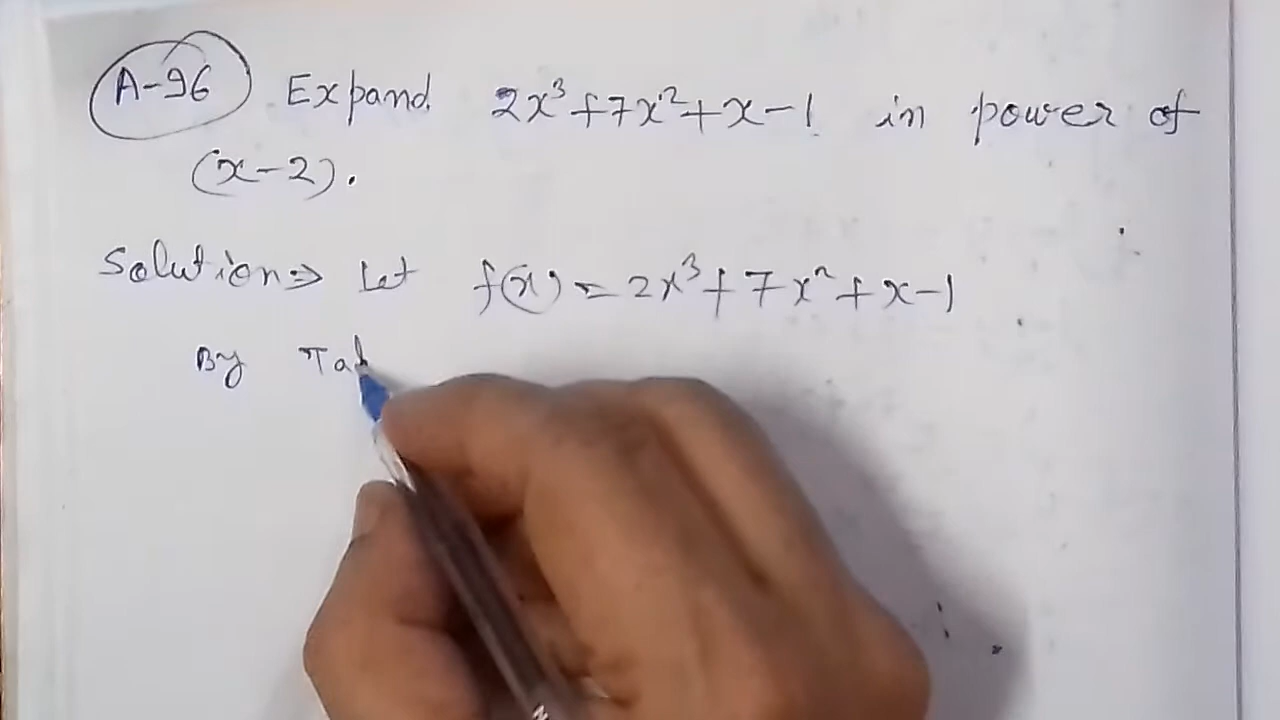 A-96 Expand 2x³+7x²+x-1 in power of
(x-2).
Solution⇒ Let f(x) = 2x³+7x²+x-1
By Ta